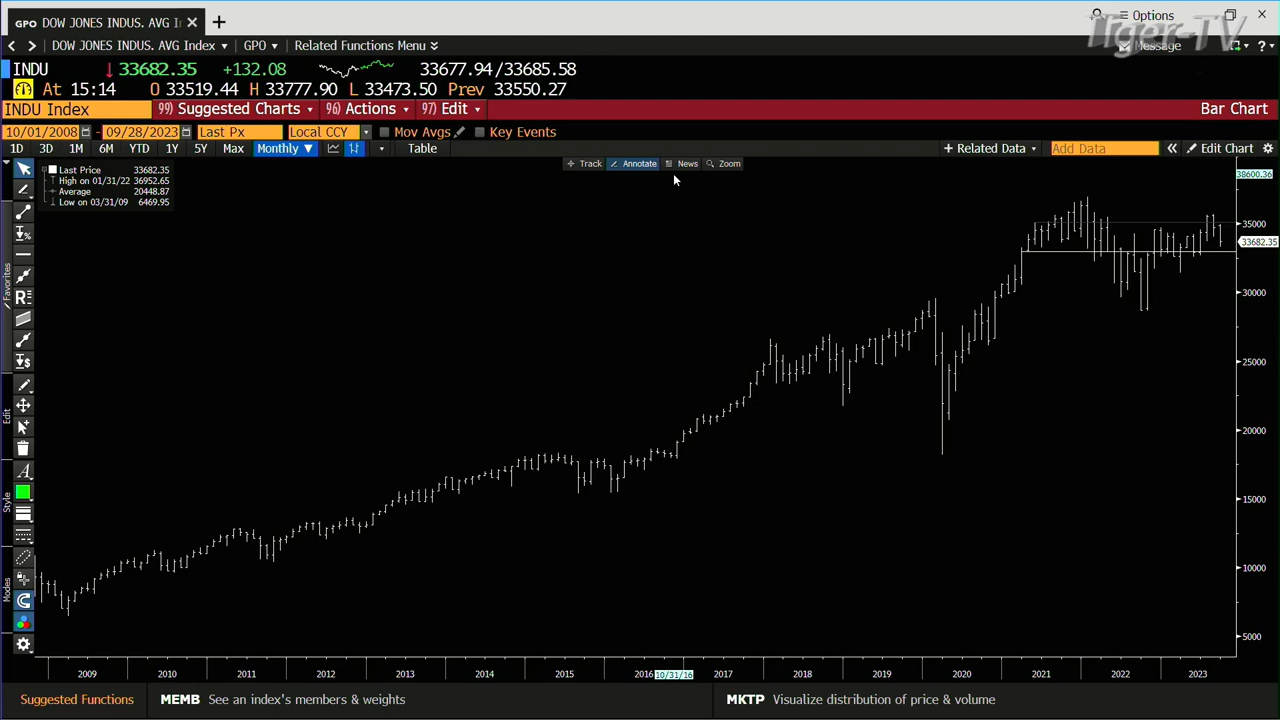 GPO DOW JONES INDUS. AVG I
Options
Tiger-TV
DOW JONES INDUS. AVG Index GPO Related Functions Menu
Message
?
INDU 33682.35 +132.08 33677.94/33685.58
At 15:14 O 33519.44 H 33777.90 L 33473.50 Prev 33550.27
INDU Index 99) Suggested Charts 96) Actions 97) Edit Bar Chart
10/01/2008 - 09/28/2023 Last Px Local CCY Mov Avgs Key Events
1D 3D 1M 6M YTD 1Y 5Y Max Monthly ▼ Table + Related Data Add Data « Edit Chart
Track Annotate News Zoom
Last Price 33682.35
High on 01/31/22 36952.65
Average 20448.87
Low on 03/31/09 6469.95
38600.36
35000
33682.35
30000
25000
20000
15000
10000
5000
Favorites
Edit
Style
Modes
2009 2010 2011 2012 2013 2014 2015 2016 10/31/16 2017 2018 2019 2020 2021 2022 2023
Suggested Functions MEMB See an index's members & weights MKTP Visualize distribution of price & volume